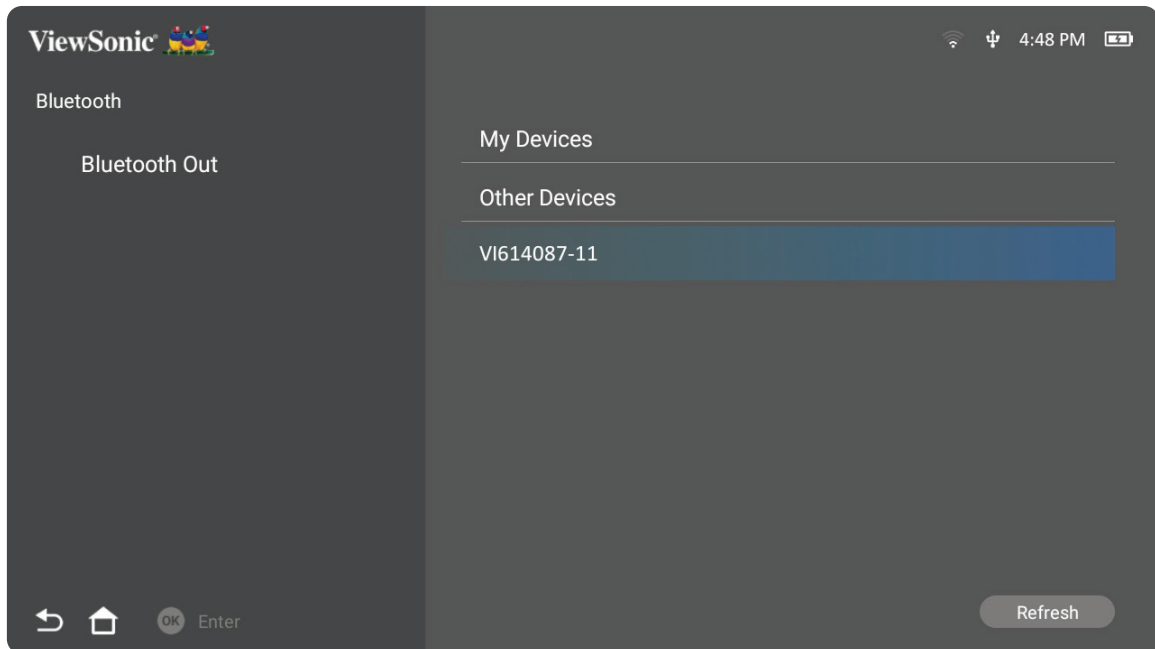 ViewSonic®
4:48 PM
Bluetooth
Bluetooth Out
My Devices
Other Devices
VI614087-11
OK Enter
Refresh